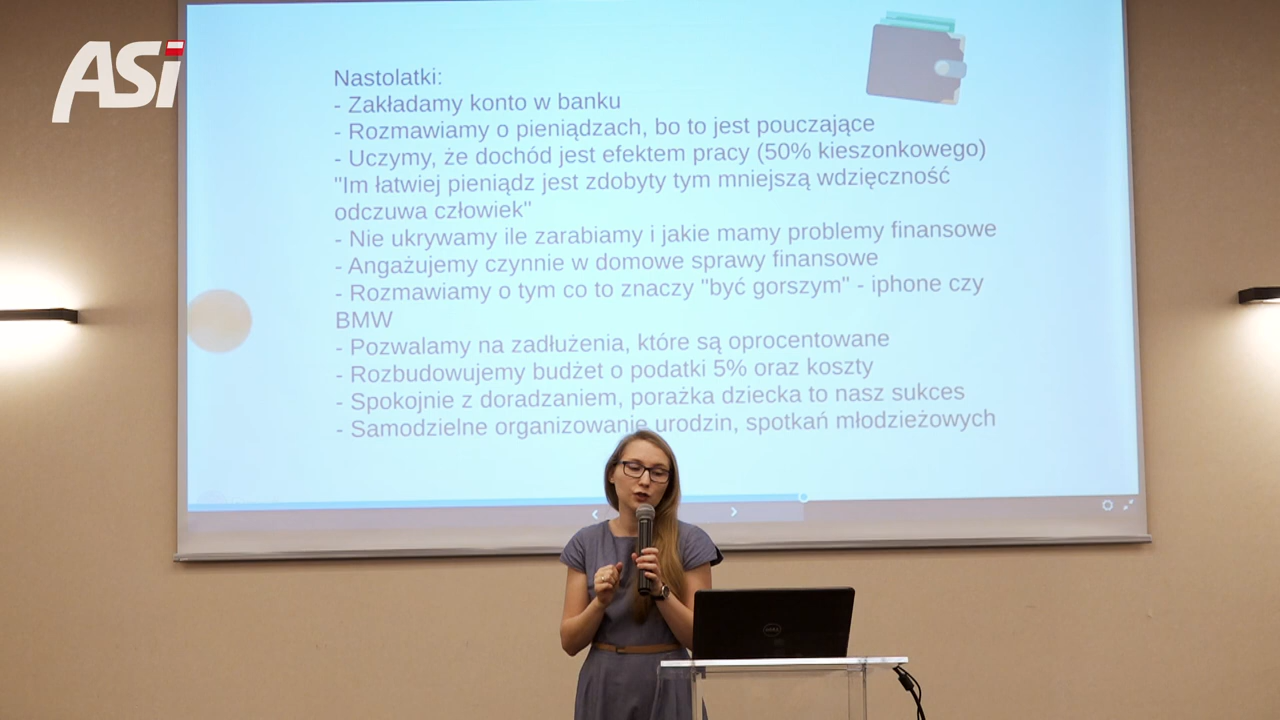 ASi
Nastolatki:
- Zakładamy konto w banku
- Rozmawiamy o pieniądzach, bo to jest pouczające
- Uczymy, że dochód jest efektem pracy (50% kieszonkowego)
"Im łatwiej pieniądz jest zdobyty tym mniejszą wdzięczność
odczuwa człowiek"
- Nie ukrywamy ile zarabiamy i jakie mamy problemy finansowe
- Angażujemy czynnie w domowe sprawy finansowe
- Rozmawiamy o tym co to znaczy "być gorszym" - iphone czy
BMW
- Pozwalamy na zadłużenia, które są oprocentowane
- Rozbudowujemy budżet o podatki 5% oraz koszty
- Spokojnie z doradzaniem, porażka dziecka to nasz sukces
- Samodzielne organizowanie urodzin, spotkań młodzieżowych
DELL